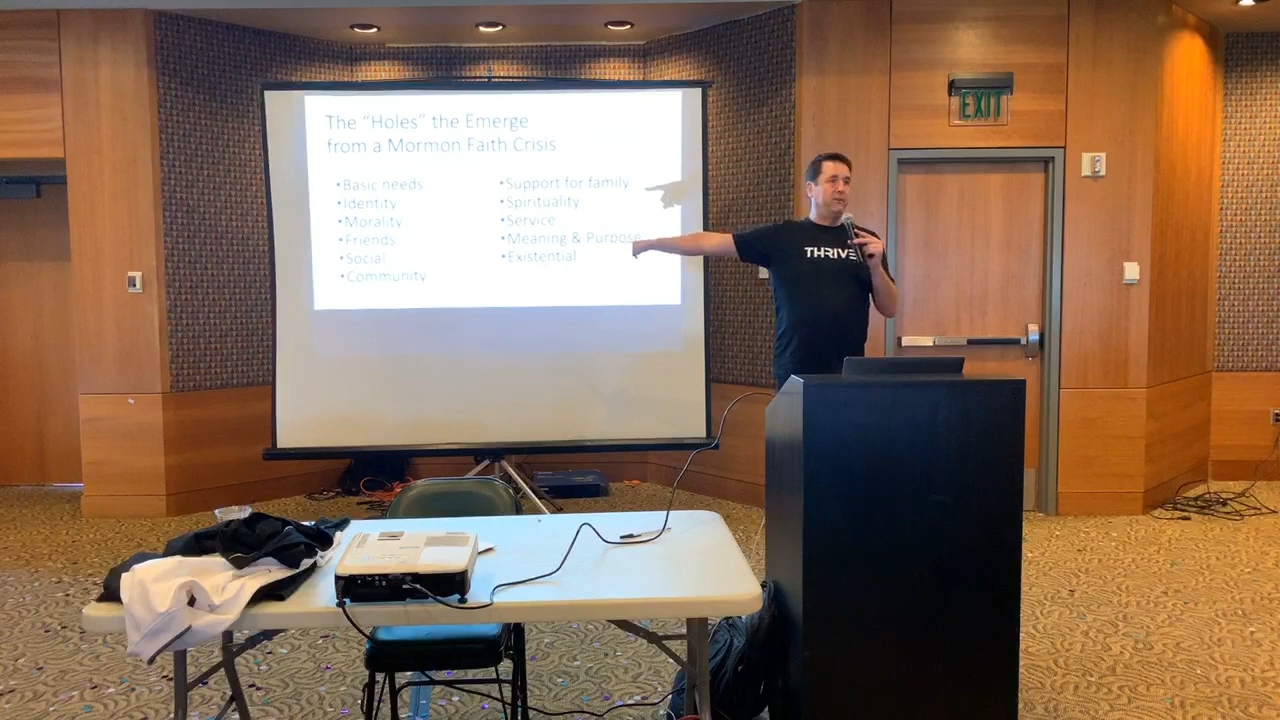 The “Holes” the Emerge
from a Mormon Faith Crisis
•Basic needs
•Identity
•Morality
•Friends
•Social
•Community
•Support for family
•Spirituality
•Service
•Meaning & Purpose
•Existential
THRIVE
EXIT